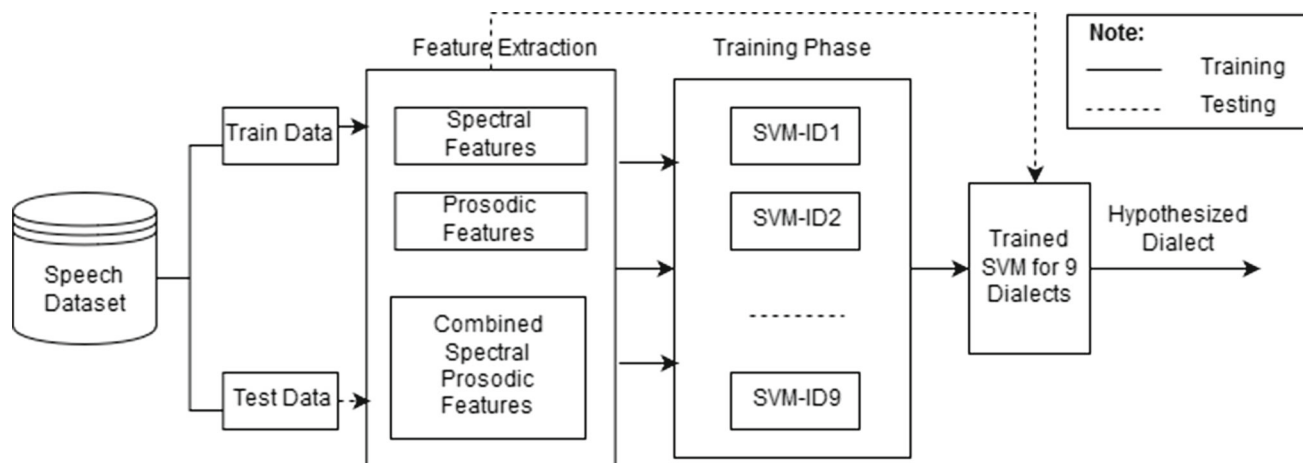 Feature Extraction
Training Phase
Note:
Training
Testing
Train Data
Spectral
Features
SVM-ID1
Prosodic
Features
SVM-ID2
Speech
Dataset
Trained
SVM for 9
Dialects
Hypothesized
Dialect
Combined
Spectral
Prosodic
Features
Test Data
SVM-ID9